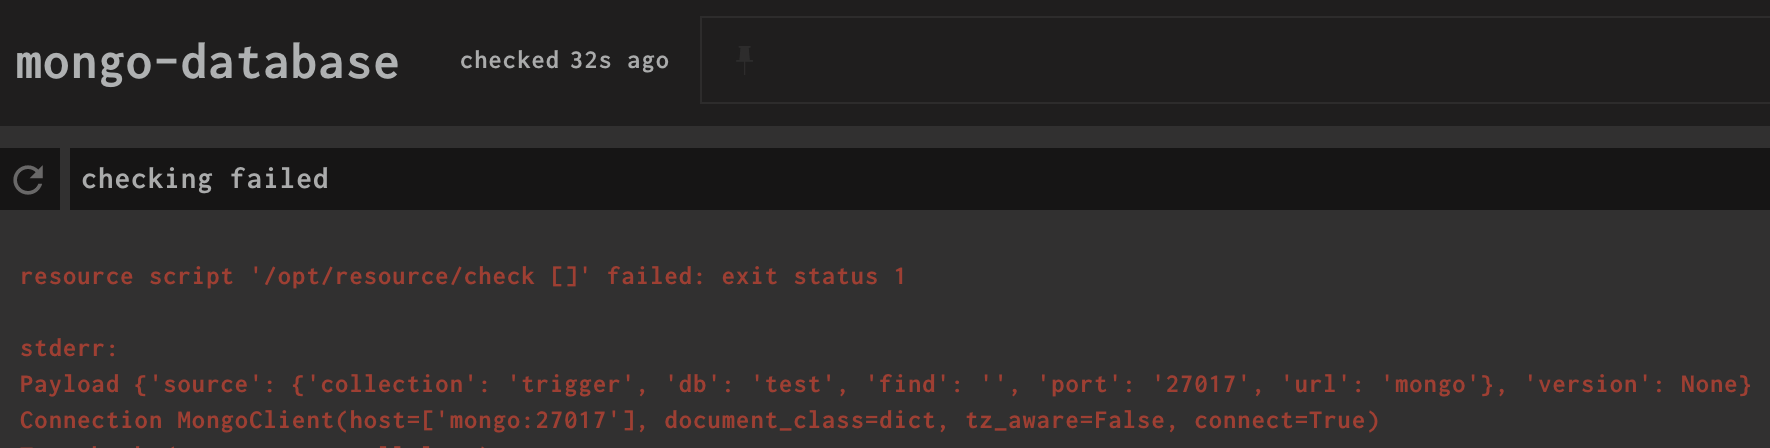 mongo-database checked 32s ago
checking failed
resource script '/opt/resource/check []' failed: exit status 1
stderr:
Payload {'source': {'collection': 'trigger', 'db': 'test', 'find': '', 'port': '27017', 'url': 'mongo'}, 'version': None}
Connection MongoClient(host=['mongo:27017'], document_class=dict, tz_aware=False, connect=True)